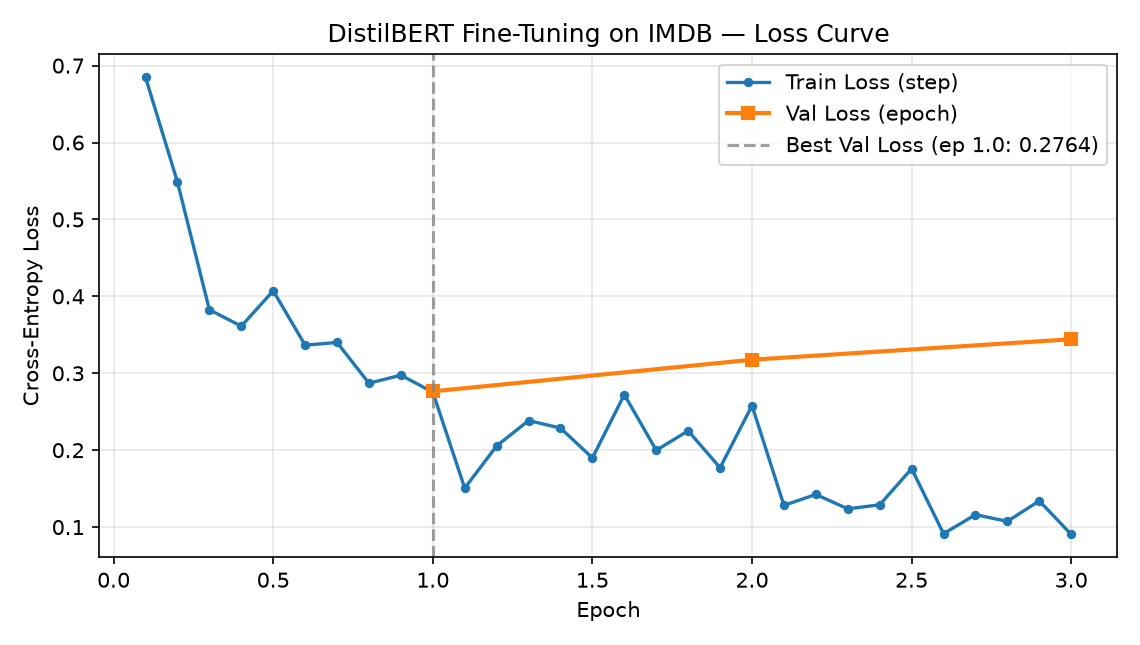 DistilBERT Fine-Tuning on IMDB — Loss Curve
Train Loss (step)
Val Loss (epoch)
Best Val Loss (ep 1.0: 0.2764)
Cross-Entropy Loss
0.7
0.6
0.5
0.4
0.3
0.2
0.1
0.0 0.5 1.0 1.5 2.0 2.5 3.0
Epoch